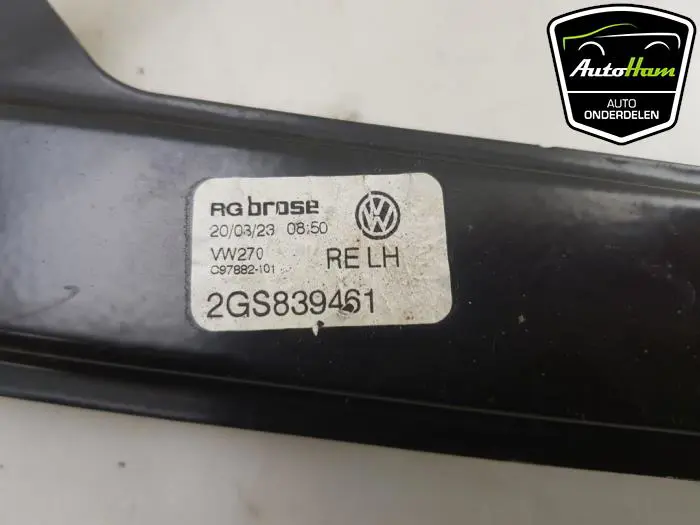 AutoHam
AUTO
ONDERDELEN
RG brose
20/03/23 08:50
VW270
C97882-101
RE LH
2GS839461